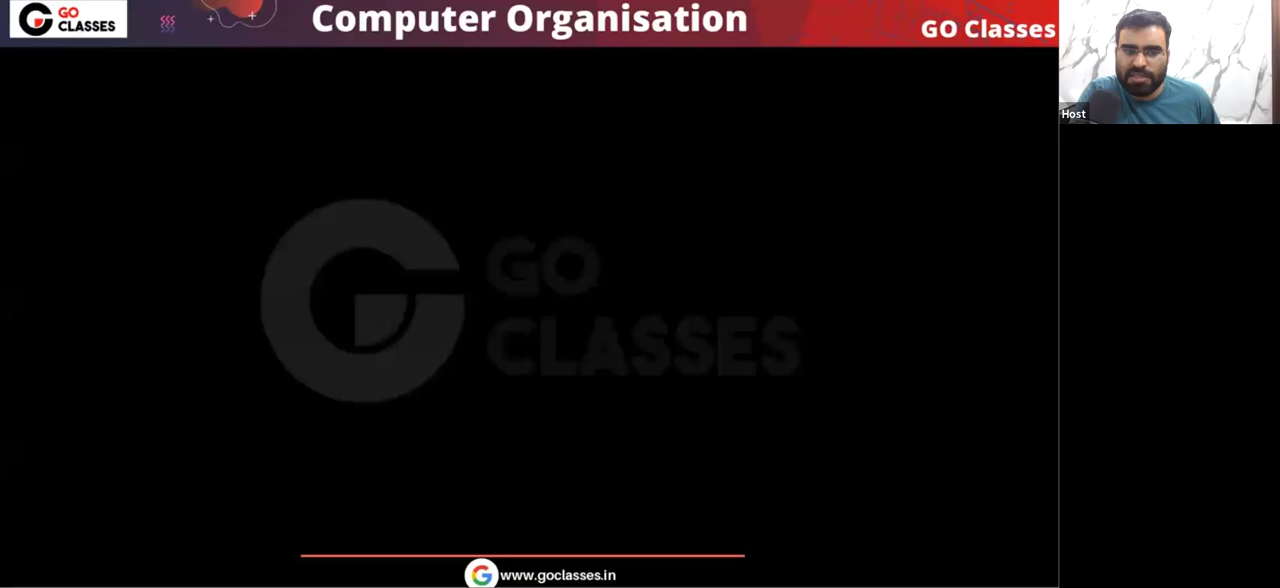 GO
CLASSES
Computer Organisation
GO Classes
Host
GO
CLASSES
www.goclasses.in